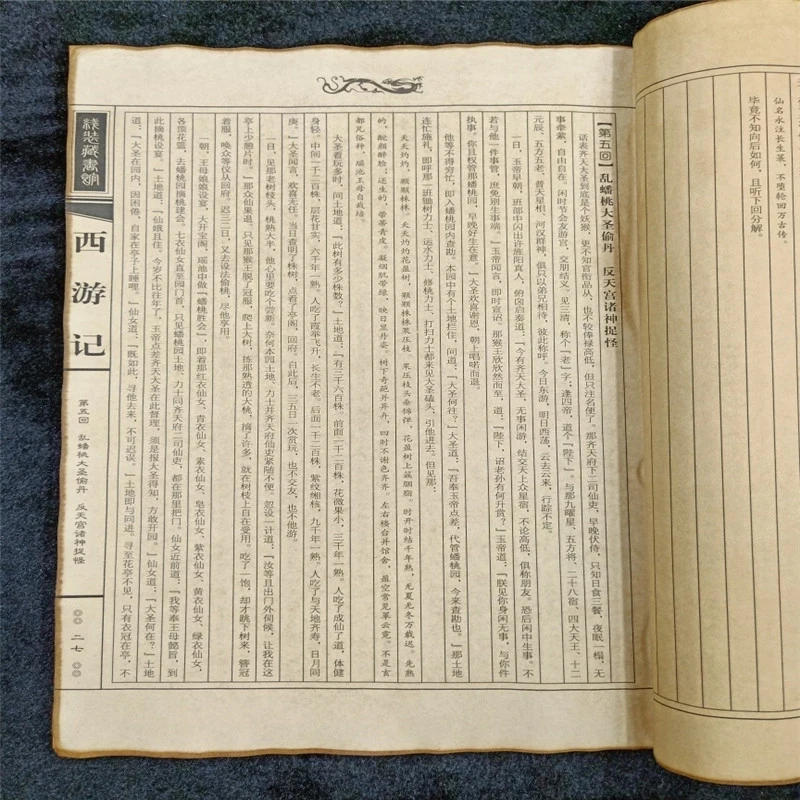 仙名永注长生箓，不堕轮回万古传。
毕竟不知向后如何，且听下回分解。
【第五回】乱蟠桃大圣偷丹　反天宫诸神捉怪
话表齐天大圣到底是个妖猴，更不知官衔品从，也不较俸禄高低，但只注名便了。那齐天府下二司仙吏，早晚伏侍，只知日食三餐，夜眠一榻，无
事牵萦，自由自在。闲时节会友游宫，交朋结义。见三清，称个『老』字；逢四帝，道个『陛下』。与那九曜星、五方将、二十八宿、四大天王、十二
元辰、五方五老、普天星相、河汉群神，俱只以弟兄相待，彼此称呼。今日东游，明日西荡，云去云来，行踪不定。
一日，玉帝早朝，班部中闪出许旌阳真人，俯囟启奏道：『今有齐天大圣，无事闲游，结交天上众星宿，不论高低，俱称朋友。恐后闲中生事。不
若与他一件事管，庶免别生事端。』玉帝闻言，即时宣诏。那猴王欣欣然而至，道：『陛下，诏老孙有何升赏？』玉帝道：『朕见你身闲无事，与你件
执事。你且权管那蟠桃园，早晚好生在意。』大圣欢喜谢恩，朝上唱喏而退。
他等不得穷忙，即入蟠桃园内查勘。本园中有个土地拦住，问道：『大圣何往？』大圣道：『吾奉玉帝点差，代管蟠桃园，今来查勘也。』那土地
连忙施礼，即呼那一班锄树力士、运水力士、修桃力士、打扫力士都来见大圣磕头，引他进去。但见那：
夭夭灼灼，颗颗株株。夭夭灼灼花盈树，颗颗株株果压枝。果压枝头垂锦弹，花盈树上簇胭脂。时开时结千年熟，无夏无冬万载迟。先熟
的，酡颜醉脸；还生的，带蒂青皮。凝烟肌带绿，映日显丹姿。树下奇葩并异卉，四时不谢色齐齐。左右楼台并馆舍，盈空常见罩云霓。不是玄
都凡俗种，瑶池王母自栽培。
大圣看玩多时，问土地道：『此树有多少株数？』土地道：『有三千六百株。前面一千二百株，花微果小，三千年一熟，人吃了成仙了道，体健
身轻。中间一千二百株，层花甘实，六千年一熟，人吃了霞举飞升，长生不老。后面一千二百株，紫纹缃核，九千年一熟，人吃了与天地齐寿，日月同
庚。』大圣闻言，欢喜无任。当日查明了株树，点看了亭阁，回府。自此后，三五日一次赏玩，也不交友，也不他游。
一日，见那老树枝头，桃熟大半，他心里要吃个尝新。奈何本园土地、力士并齐天府仙吏紧随不便。忽设一计道：『汝等且出门外伺候，让我在这
亭上少憩片时。』那众仙果退。只见那猴王脱了冠服，爬上大树，拣那熟透的大桃，摘了许多，就在树枝上自在受用。吃了一饱，却才跳下树来，簪冠
着服，唤众等仪从回府。迟三二日，又去设法偷桃，尽他享用。
一朝，王母娘娘设宴，大开宝阁，瑶池中做『蟠桃胜会』，即着那红衣仙女、青衣仙女、素衣仙女、皂衣仙女、紫衣仙女、黄衣仙女、绿衣仙女，
各顶花篮，去蟠桃园摘桃建会。七衣仙女直至园门首，只见蟠桃园土地、力士同齐天府二司仙吏，都在那里把门。仙女近前道：『我等奉王母懿旨，到
此摘桃设宴。』土地道：『仙娥且住。今岁不比往年了，玉帝点差齐天大圣在此督理，须是报大圣得知，方敢开园。』仙女道：『大圣何在？』土地
道：『大圣在园内，因困倦，自家在亭子上睡哩。』仙女道：『既如此，寻他去来，不可迟误。』土地即与同进。寻至花亭不见，只有衣冠在亭，不
线装藏书馆
西游记
第五回　乱蟠桃大圣偷丹　反天宫诸神捉怪
二七